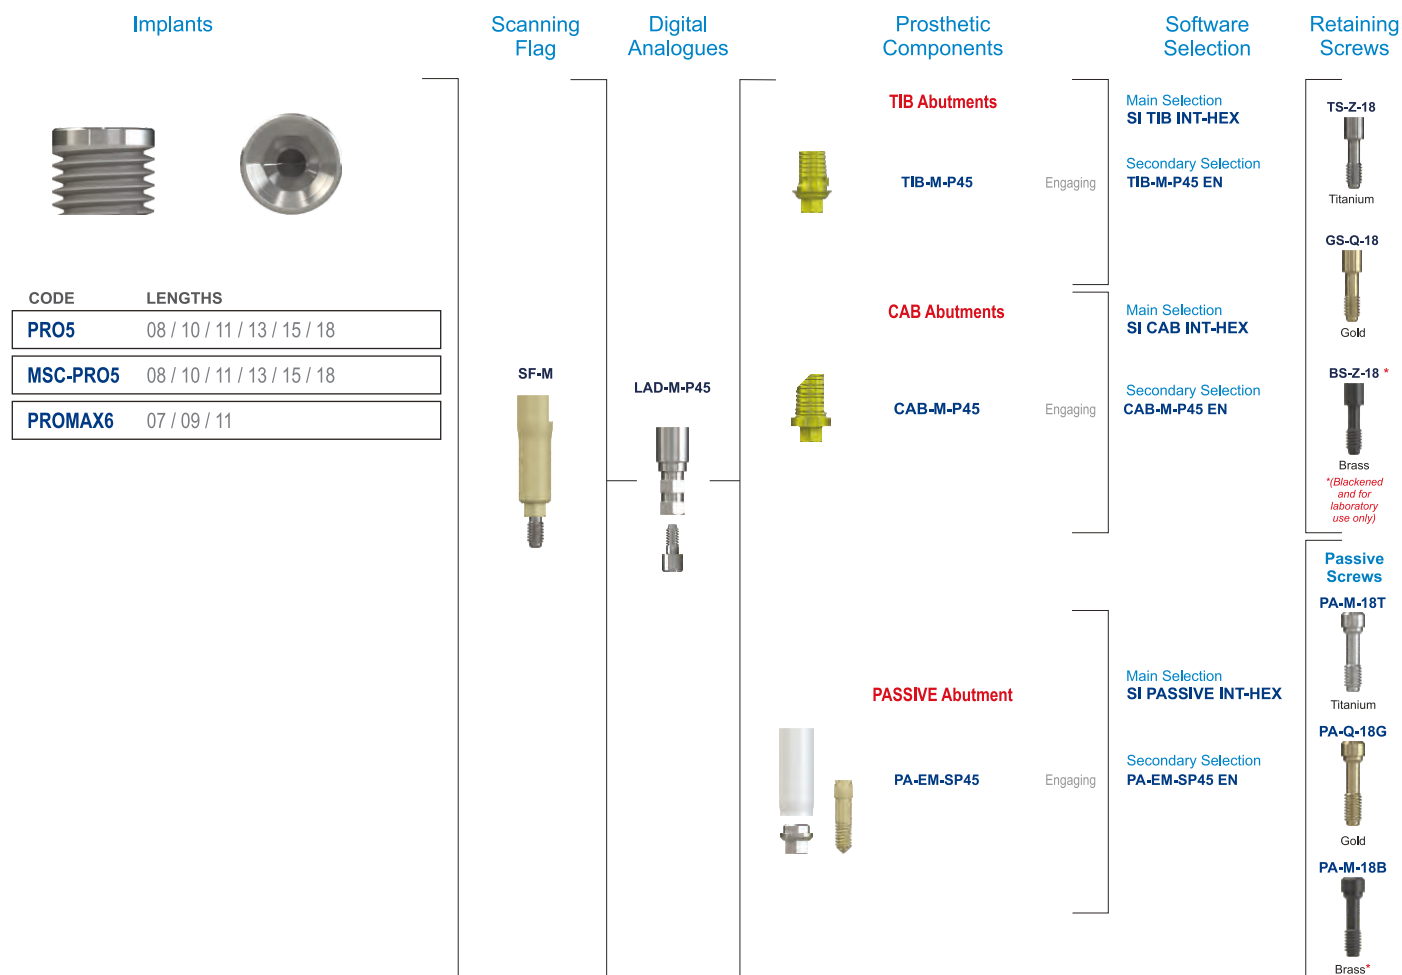 Implants
Scanning
Flag
Digital
Analogues
Prosthetic
Components
Software
Selection
Retaining
Screws
CODE LENGTHS
PRO5 08 / 10 / 11 / 13 / 15 / 18
MSC-PRO5 08 / 10 / 11 / 13 / 15 / 18
PROMAX6 07 / 09 / 11
SF-M
LAD-M-P45
TIB Abutments
TIB-M-P45
Engaging
Main Selection
SI TIB INT-HEX
Secondary Selection
TIB-M-P45 EN
CAB Abutments
CAB-M-P45
Engaging
Main Selection
SI CAB INT-HEX
Secondary Selection
CAB-M-P45 EN
PASSIVE Abutment
PA-EM-SP45
Engaging
Main Selection
SI PASSIVE INT-HEX
Secondary Selection
PA-EM-SP45 EN
TS-Z-18
Titanium
GS-Q-18
Gold
BS-Z-18 *
Brass
*(Blackened
and for
laboratory
use only)
Passive
Screws
PA-M-18T
Titanium
PA-Q-18G
Gold
PA-M-18B
Brass*